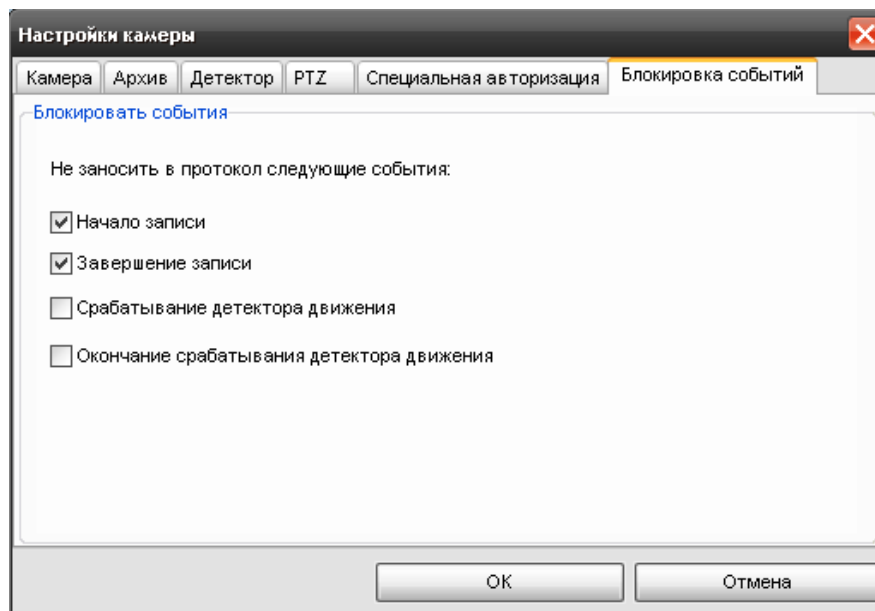 Настройки камеры
Камера Архив Детектор PTZ Специальная авторизация Блокировка событий
Блокировать события
Не заносить в протокол следующие события:
Начало записи
Завершение записи
Срабатывание детектора движения
Окончание срабатывания детектора движения
ОК Отмена